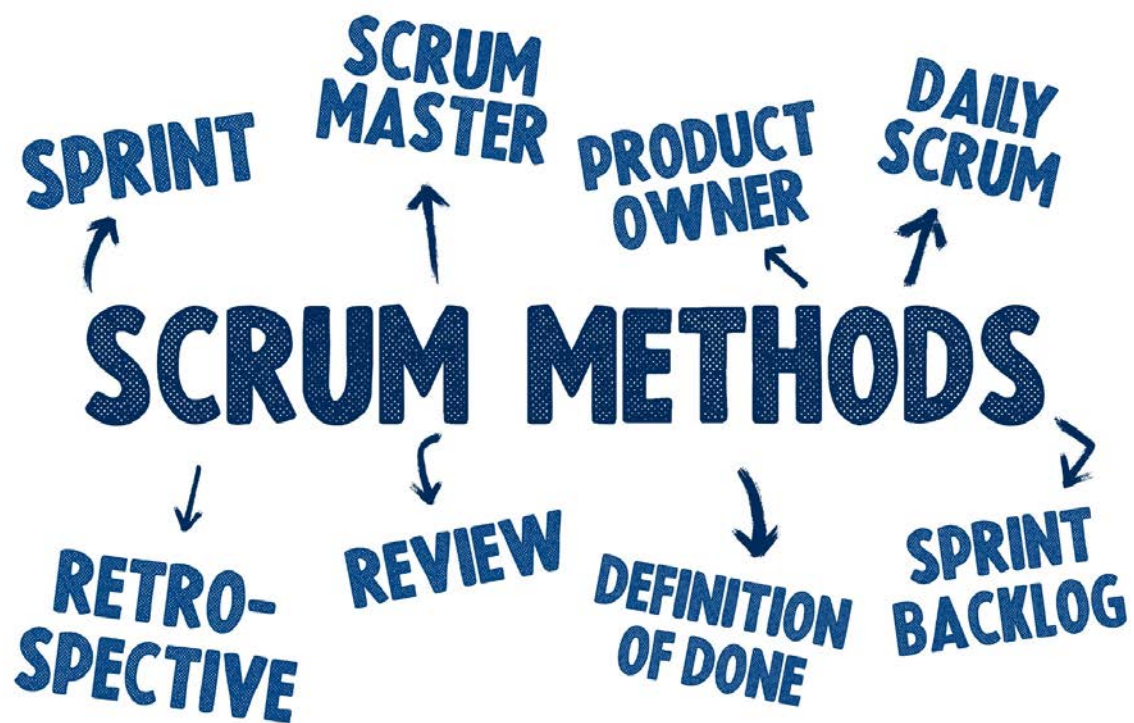 SPRINT
SCRUM
MASTER
PRODUCT
OWNER
DAILY
SCRUM
SCRUM METHODS
RETRO-
SPECTIVE
REVIEW
DEFINITION
OF DONE
SPRINT
BACKLOG